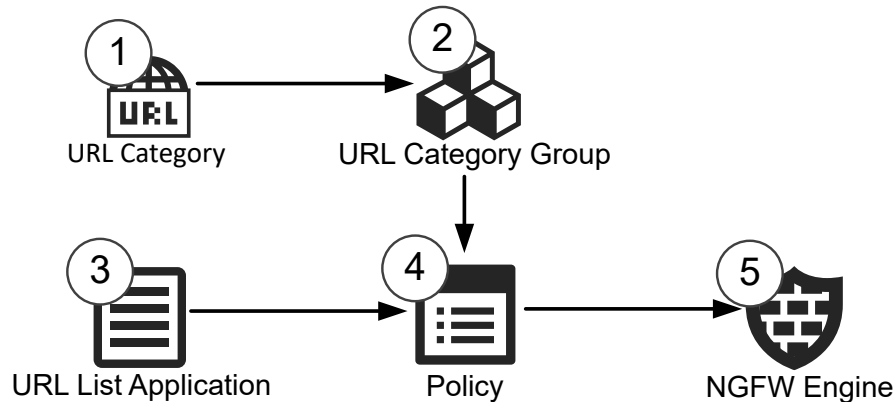 1
2
URL
URL Category
URL Category Group
3
4
5
URL List Application
Policy
NGFW Engine